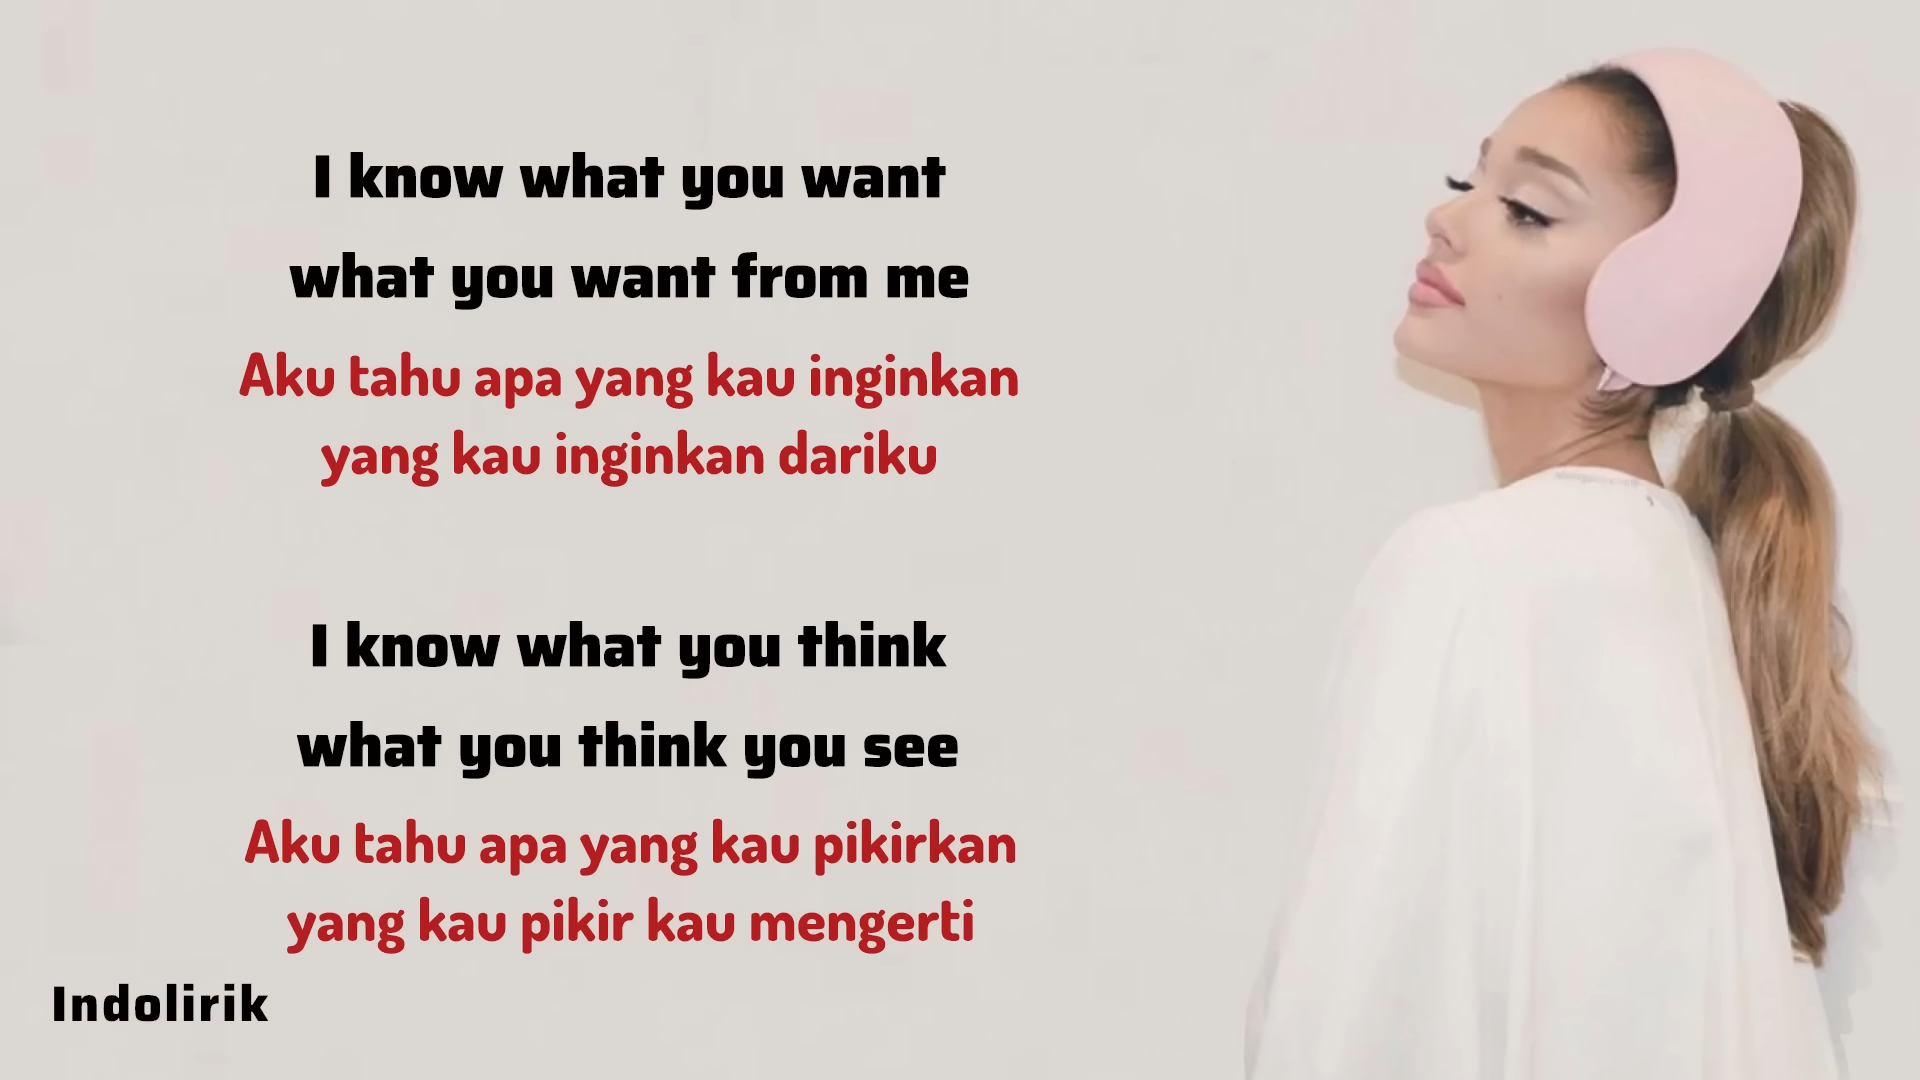 I know what you want
what you want from me
Aku tahu apa yang kau inginkan
yang kau inginkan dariku
I know what you think
what you think you see
Aku tahu apa yang kau pikirkan
yang kau pikir kau mengerti
Indolirik